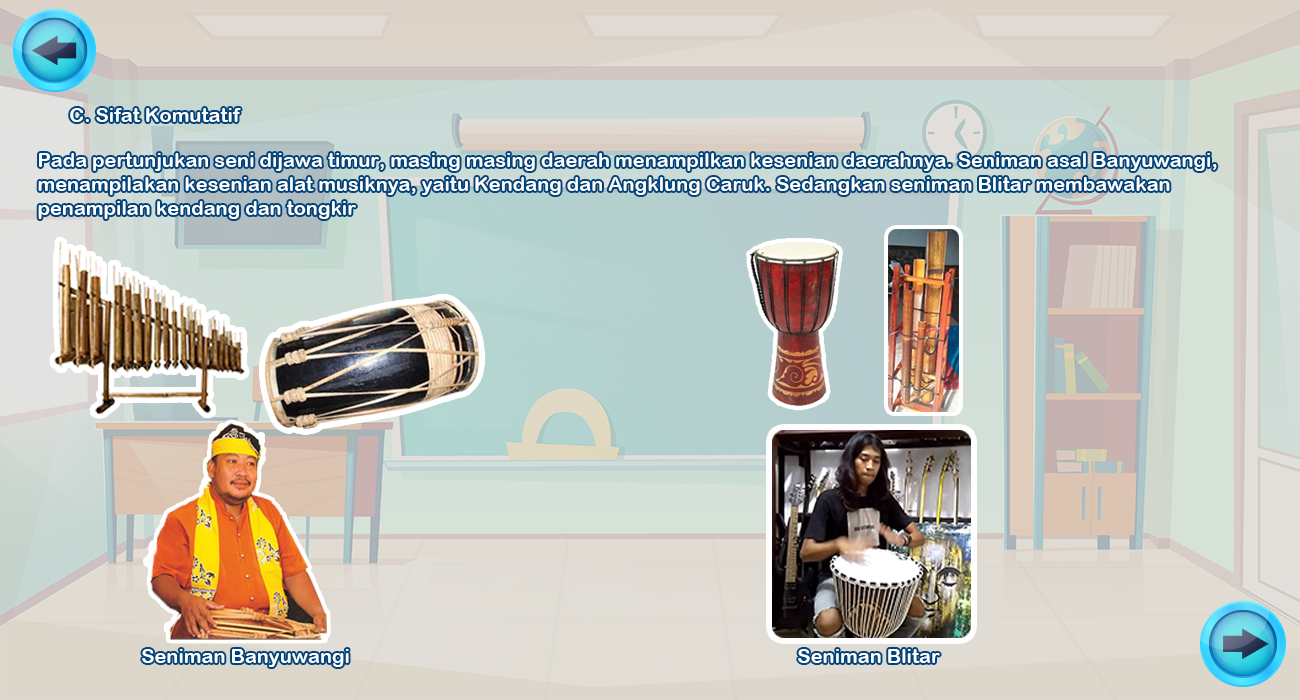 C. Sifat Komutatif
Pada pertunjukan seni dijawa timur, masing masing daerah menampilkan kesenian daerahnya. Seniman asal Banyuwangi,
menampilakan kesenian alat musiknya, yaitu Kendang dan Angklung Caruk. Sedangkan seniman Blitar membawakan
penampilan kendang dan tongkir
Seniman Banyuwangi
Seniman Blitar